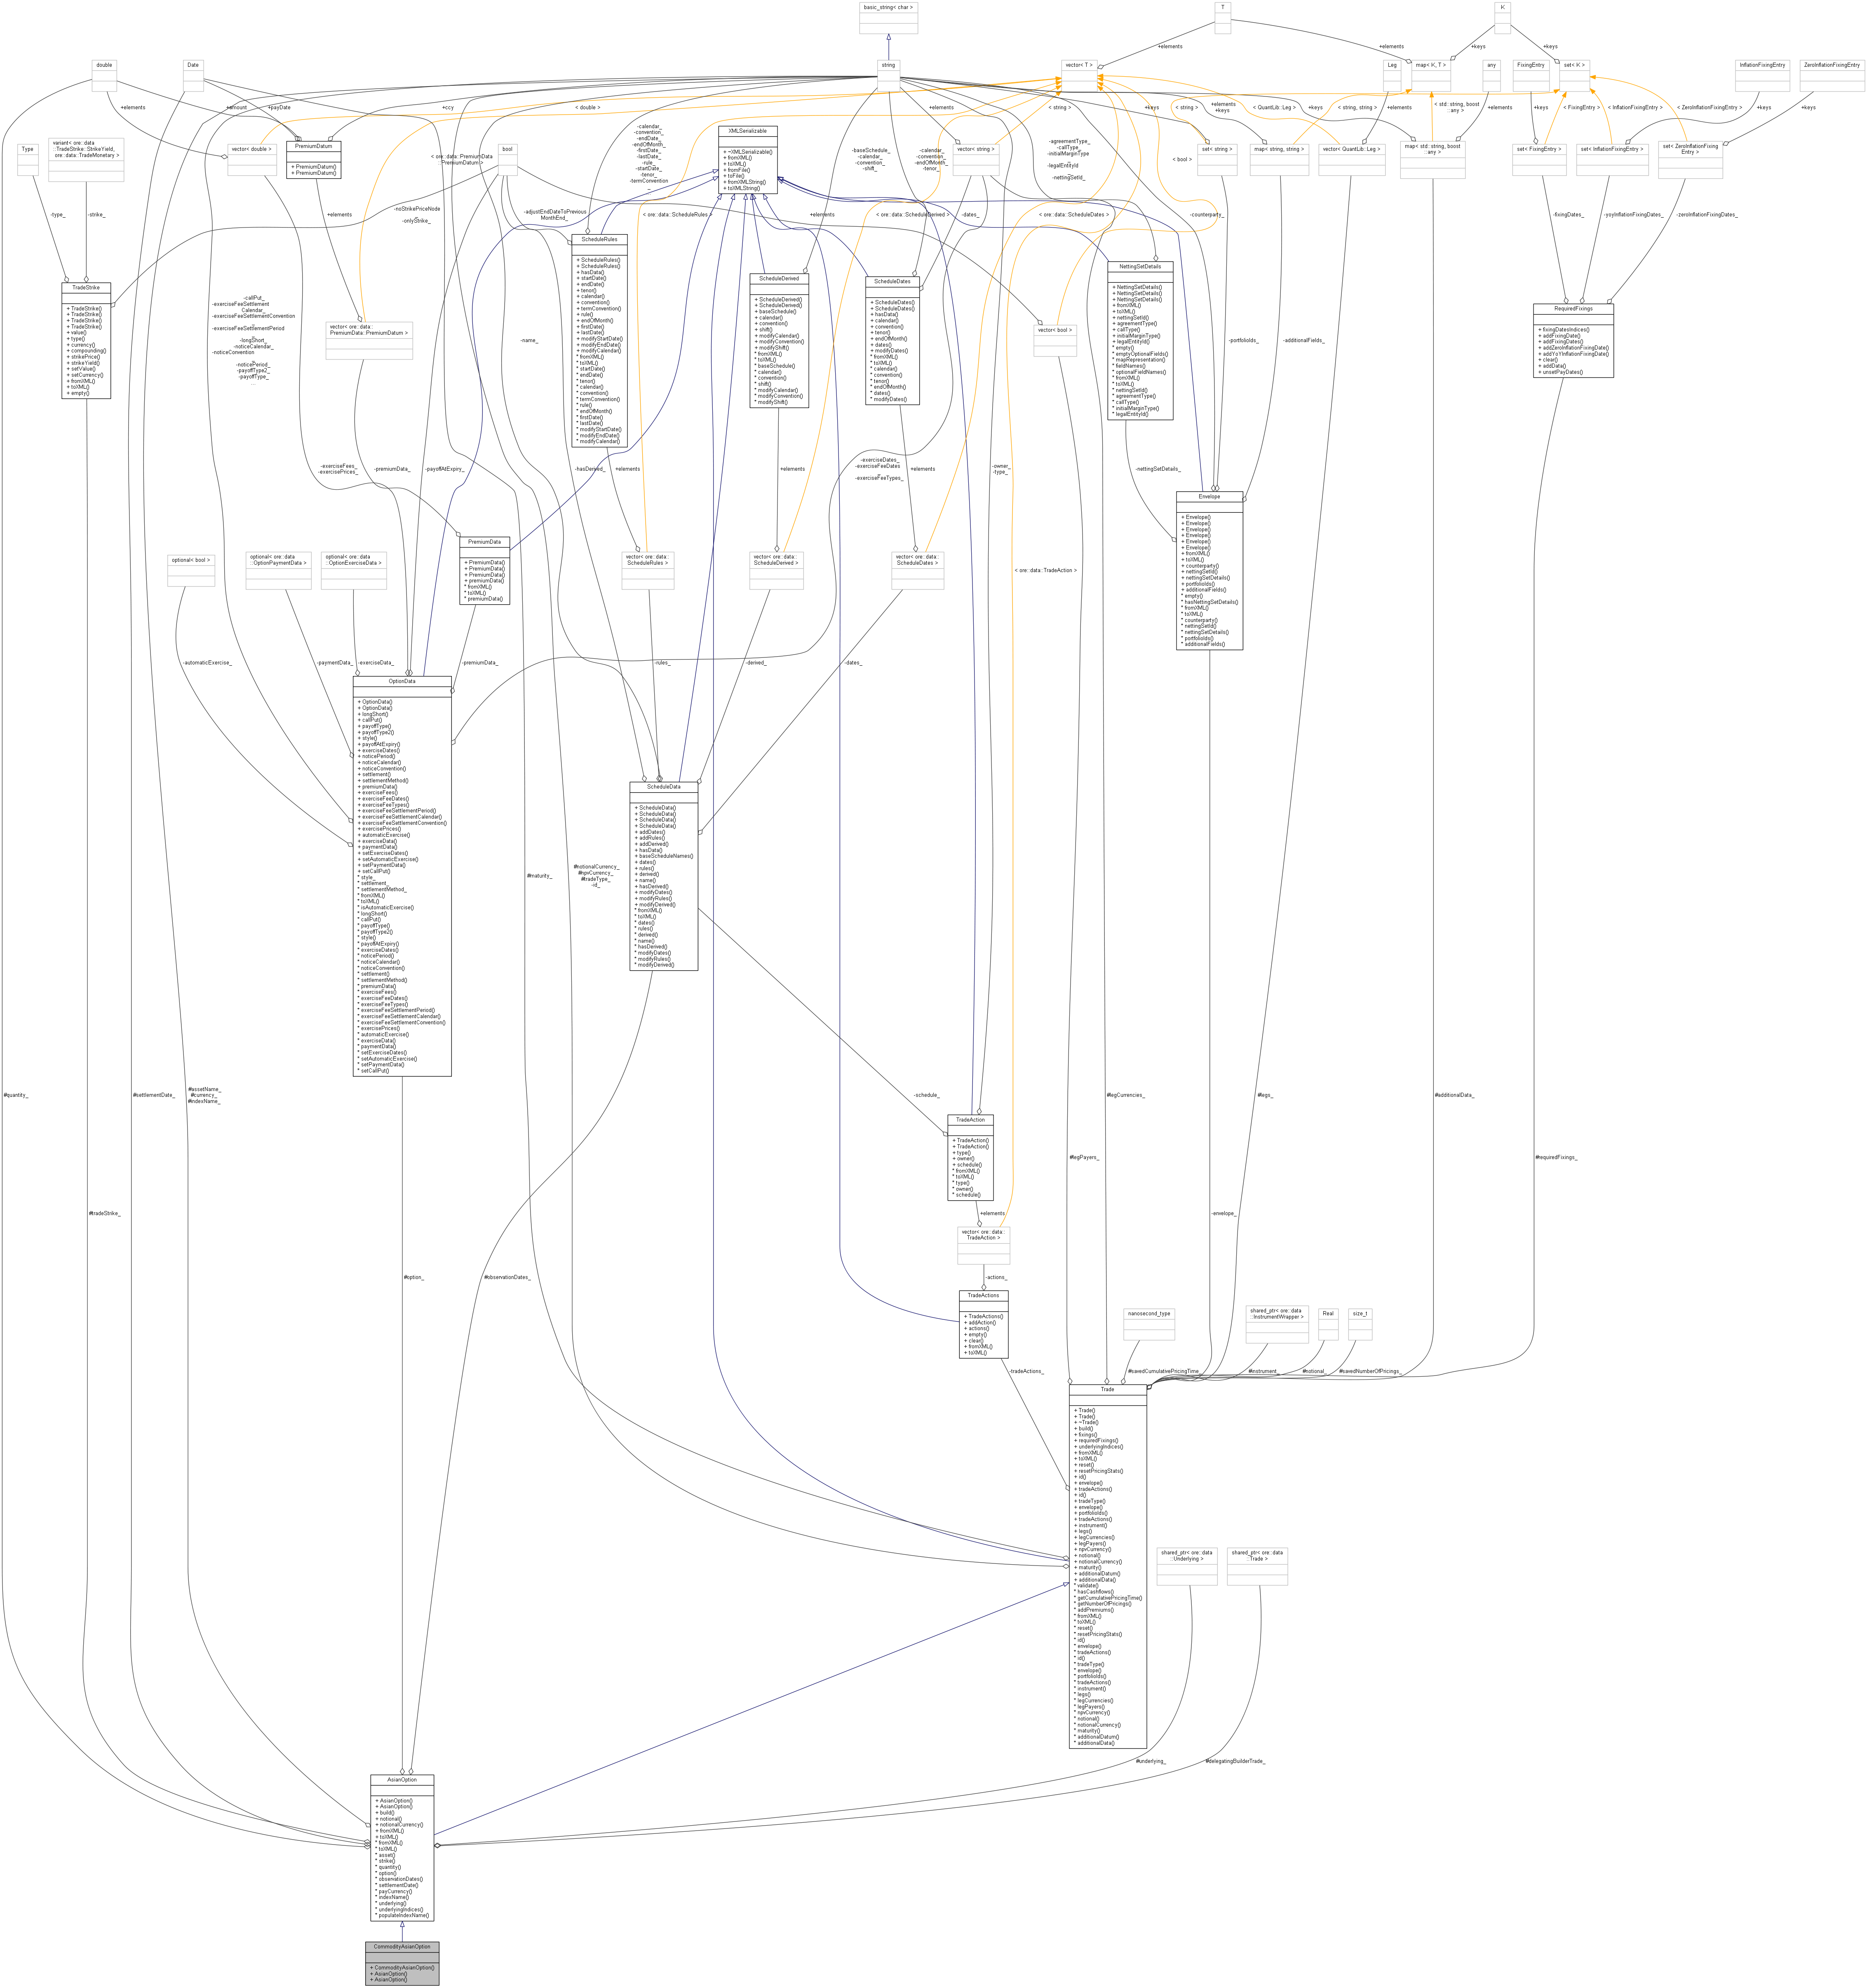 basic_string< char >
T
K
double
Date
string
vector< T >
Leg
map< K, T >
any
FixingEntry
set< K >
InflationFixingEntry
ZeroInflationFixingEntry
+elements
+elements
+keys
+keys
+elements
+amount
+payDate
+ccy
< double >
+elements
< string >
+keys
< string >
+elements
+keys
< string, string >
< QuantLib::Leg >
+elements
+keys
< std::string, boost
::any >
+elements
+keys
< FixingEntry >
< InflationFixingEntry >
+keys
< ZeroInflationFixingEntry >
+keys
Type
variant< ore::data
::TradeStrike::StrikeYield,
ore::data::TradeMonetary >
vector< double >
PremiumDatum
+ PremiumDatum()
+ PremiumDatum()
< ore::data::PremiumData
::PremiumDatum >
bool
-calendar_
-convention_
-endDate_
-endOfMonth_
-firstDate_
-lastDate_
-rule_
-startDate_
-tenor_
-termConvention
_
XMLSerializable
+ ~XMLSerializable()
+ fromXML()
+ toXML()
+ fromFile()
+ toFile()
+ fromXMLString()
+ toXMLString()
-baseSchedule_
-calendar_
-convention_
-shift_
-calendar_
-convention_
-endOfMonth_
-tenor_
vector< string >
-agreementType_
-callType_
-initialMarginType
_
-legalEntityId
_
-nettingSetId_
< bool >
set< string >
map< string, string >
vector< QuantLib::Leg >
map< std::string, boost
::any >
set< FixingEntry >
set< InflationFixingEntry >
set< ZeroInflationFixing
Entry >
-type_
-strike_
+elements
-noStrikePriceNode
_
-onlyStrike_
-adjustEndDateToPrevious
MonthEnd_
< ore::data::ScheduleRules >
+elements
< ore::data::ScheduleDerived >
-dates_
< ore::data::ScheduleDates >
-counterparty_
-fixingDates_
-yoyInflationFixingDates_
-zeroInflationFixingDates_
TradeStrike
+ TradeStrike()
+ TradeStrike()
+ TradeStrike()
+ TradeStrike()
+ value()
+ type()
+ currency()
+ compounding()
+ strikePrice()
+ strikeYield()
+ setValue()
+ setCurrency()
+ fromXML()
+ toXML()
+ empty()
-callPut_
-exerciseFeeSettlement
Calendar_
-exerciseFeeSettlementConvention
_
-exerciseFeeSettlementPeriod
_
-longShort_
-noticeCalendar_
-noticeConvention
_
-noticePeriod_
-payoffType2_
-payoffType_
...
vector< ore::data::
PremiumData::PremiumDatum >
-name_
ScheduleRules
+ ScheduleRules()
+ ScheduleRules()
+ hasData()
+ startDate()
+ endDate()
+ tenor()
+ calendar()
+ convention()
+ termConvention()
+ rule()
+ endOfMonth()
+ firstDate()
+ lastDate()
+ modifyStartDate()
+ modifyEndDate()
+ modifyCalendar()
* fromXML()
* toXML()
* startDate()
* endDate()
* tenor()
* calendar()
* convention()
* termConvention()
* rule()
* endOfMonth()
* firstDate()
* lastDate()
* modifyStartDate()
* modifyEndDate()
* modifyCalendar()
ScheduleDerived
+ ScheduleDerived()
+ ScheduleDerived()
+ baseSchedule()
+ calendar()
+ convention()
+ shift()
+ modifyCalendar()
+ modifyConvention()
+ modifyShift()
* fromXML()
* toXML()
* baseSchedule()
* calendar()
* convention()
* shift()
* modifyCalendar()
* modifyConvention()
* modifyShift()
ScheduleDates
+ ScheduleDates()
+ ScheduleDates()
+ hasData()
+ calendar()
+ convention()
+ tenor()
+ endOfMonth()
+ dates()
+ modifyDates()
* fromXML()
* toXML()
* calendar()
* convention()
* tenor()
* endOfMonth()
* dates()
* modifyDates()
vector< bool >
NettingSetDetails
+ NettingSetDetails()
+ NettingSetDetails()
+ NettingSetDetails()
+ fromXML()
+ toXML()
+ nettingSetId()
+ agreementType()
+ callType()
+ initialMarginType()
+ legalEntityId()
+ empty()
+ emptyOptionalFields()
* mapRepresentation()
* fieldNames()
* optionalFieldNames()
* fromXML()
* toXML()
* nettingSetId()
* agreementType()
* callType()
* initialMarginType()
* legalEntityId()
-portfolioIds_
-additionalFields_
RequiredFixings
+ fixingDatesIndices()
+ addFixingDate()
+ addFixingDates()
+ addZeroInflationFixingDate()
+ addYoYInflationFixingDate()
+ clear()
+ addData()
+ unsetPayDates()
-exerciseFees_
-exercisePrices_
-premiumData_
-payoffAtExpiry_
-hasDerived_
+elements
+elements
-exerciseDates_
-exerciseFeeDates
_
-exerciseFeeTypes_
+elements
-owner_
-type_
-nettingSetDetails_
Envelope
+ Envelope()
+ Envelope()
+ Envelope()
+ Envelope()
+ Envelope()
+ Envelope()
+ fromXML()
+ toXML()
+ counterparty()
+ nettingSetId()
+ nettingSetDetails()
+ portfolioIds()
+ additionalFields()
* empty()
* hasNettingSetDetails()
* fromXML()
* toXML()
* counterparty()
* nettingSetId()
* nettingSetDetails()
* portfolioIds()
* additionalFields()
optional< bool >
optional< ore::data
::OptionPaymentData >
optional< ore::data
::OptionExerciseData >
PremiumData
+ PremiumData()
+ PremiumData()
+ PremiumData()
+ premiumData()
* fromXML()
* toXML()
* premiumData()
vector< ore::data::
ScheduleRules >
vector< ore::data::
ScheduleDerived >
vector< ore::data::
ScheduleDates >
< ore::data::TradeAction >
-automaticExercise_
-paymentData_
-exerciseData_
-premiumData_
-rules_
-derived_
-dates_
OptionData
+ OptionData()
+ OptionData()
+ longShort()
+ callPut()
+ payoffType()
+ payoffType2()
+ style()
+ payoffAtExpiry()
+ exerciseDates()
+ noticePeriod()
+ noticeCalendar()
+ noticeConvention()
+ settlement()
+ settlementMethod()
+ premiumData()
+ exerciseFees()
+ exerciseFeeDates()
+ exerciseFeeTypes()
+ exerciseFeeSettlementPeriod()
+ exerciseFeeSettlementCalendar()
+ exerciseFeeSettlementConvention()
+ exercisePrices()
+ automaticExercise()
+ exerciseData()
+ paymentData()
+ setExerciseDates()
+ setAutomaticExercise()
+ setPaymentData()
+ setCallPut()
* style_
* settlement_
* settlementMethod_
* fromXML()
* toXML()
* isAutomaticExercise()
* longShort()
* callPut()
* payoffType()
* payoffType2()
* style()
* payoffAtExpiry()
* exerciseDates()
* noticePeriod()
* noticeCalendar()
* noticeConvention()
* settlement()
* settlementMethod()
* premiumData()
* exerciseFees()
* exerciseFeeDates()
* exerciseFeeTypes()
* exerciseFeeSettlementPeriod()
* exerciseFeeSettlementCalendar()
* exerciseFeeSettlementConvention()
* exercisePrices()
* automaticExercise()
* exerciseData()
* paymentData()
* setExerciseDates()
* setAutomaticExercise()
* setPaymentData()
* setCallPut()
ScheduleData
+ ScheduleData()
+ ScheduleData()
+ ScheduleData()
+ ScheduleData()
+ addDates()
+ addRules()
+ addDerived()
+ hasData()
+ baseScheduleNames()
+ dates()
+ rules()
+ derived()
+ name()
+ hasDerived()
+ modifyDates()
+ modifyRules()
+ modifyDerived()
* fromXML()
* toXML()
* dates()
* rules()
* derived()
* name()
* hasDerived()
* modifyDates()
* modifyRules()
* modifyDerived()
#maturity_
#notionalCurrency_
#npvCurrency_
#tradeType_
-id_
#quantity_
#settlementDate_
#assetName_
#currency_
#indexName_
-schedule_
#legCurrencies_
#legs_
#additionalData_
TradeAction
+ TradeAction()
+ TradeAction()
+ type()
+ owner()
+ schedule()
* fromXML()
* toXML()
* type()
* owner()
* schedule()
#legPayers_
#requiredFixings_
#tradeStrike_
+elements
-envelope_
vector< ore::data::
TradeAction >
#option_
#observationDates_
-actions_
TradeActions
+ TradeActions()
+ addAction()
+ actions()
+ empty()
+ clear()
+ fromXML()
+ toXML()
nanosecond_type
shared_ptr< ore::data
::InstrumentWrapper >
Real
size_t
-tradeActions_
#savedCumulativePricingTime_
#instrument_
#notional_
#savedNumberOfPricings_
Trade
+ Trade()
+ Trade()
+ ~Trade()
+ build()
+ fixings()
+ requiredFixings()
+ underlyingIndices()
+ fromXML()
+ toXML()
+ reset()
+ resetPricingStats()
+ id()
+ envelope()
+ tradeActions()
+ id()
+ tradeType()
+ envelope()
+ portfolioIds()
+ tradeActions()
+ instrument()
+ legs()
+ legCurrencies()
+ legPayers()
+ npvCurrency()
+ notional()
+ notionalCurrency()
+ maturity()
+ additionalDatum()
+ additionalData()
* validate()
* hasCashflows()
* getCumulativePricingTime()
* getNumberOfPricings()
* addPremiums()
* fromXML()
* toXML()
* reset()
* resetPricingStats()
* id()
* envelope()
* tradeActions()
* id()
* tradeType()
* envelope()
* portfolioIds()
* tradeActions()
* instrument()
* legs()
* legCurrencies()
* legPayers()
* npvCurrency()
* notional()
* notionalCurrency()
* maturity()
* additionalDatum()
* additionalData()
shared_ptr< ore::data
::Underlying >
shared_ptr< ore::data
::Trade >
#underlying_
#delegatingBuilderTrade_
AsianOption
+ AsianOption()
+ AsianOption()
+ build()
+ notional()
+ notionalCurrency()
+ fromXML()
+ toXML()
* fromXML()
* toXML()
* asset()
* strike()
* quantity()
* option()
* observationDates()
* settlementDate()
* payCurrency()
* indexName()
* underlying()
* underlyingIndices()
* populateIndexName()
CommodityAsianOption
+ CommodityAsianOption()
+ AsianOption()
+ AsianOption()